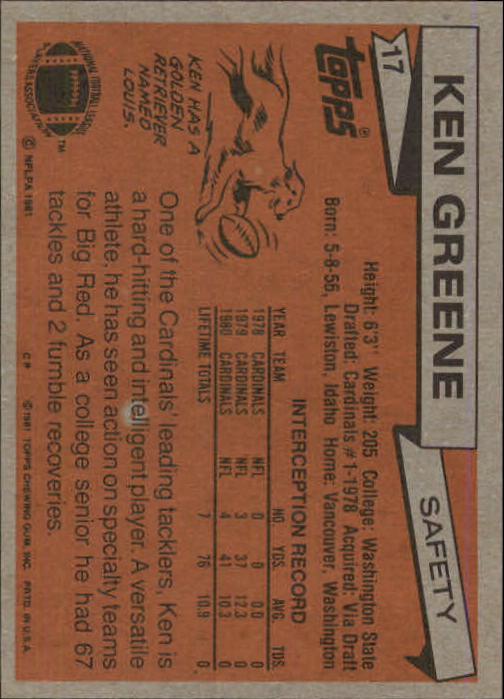 17
KEN GREENE
SAFETY
TOPPS®
Height: 6'3" Weight: 205 College: Washington State
Drafted: Cardinals #1-1978 Acquired: Via Draft
Born: 5-8-56, Lewiston, Idaho Home: Vancouver, Washington
KEN HAS A
GOLDEN
RETRIEVER
NAMED
LOUIS.
INTERCEPTION RECORD
YEAR TEAM NO. YDS. AVG. TDS.
1978 CARDINALS NFL 0 0 0.0 0
1979 CARDINALS NFL 3 37 12.3 0
1980 CARDINALS NFL 4 41 10.3 0
LIFETIME TOTALS 7 76 10.9 0
One of the Cardinals' leading tacklers, Ken is
a hard-hitting and intelligent player. A versatile
athlete, he has seen action on specialty teams
for Big Red. As a college senior he had 67
tackles and 2 fumble recoveries.
NATIONAL FOOTBALL LEAGUE
PLAYERS ASSOCIATION
TM
© NFLPA 1981
CP © 1981 TOPPS CHEWING GUM, INC. PRTD. IN U.S.A.